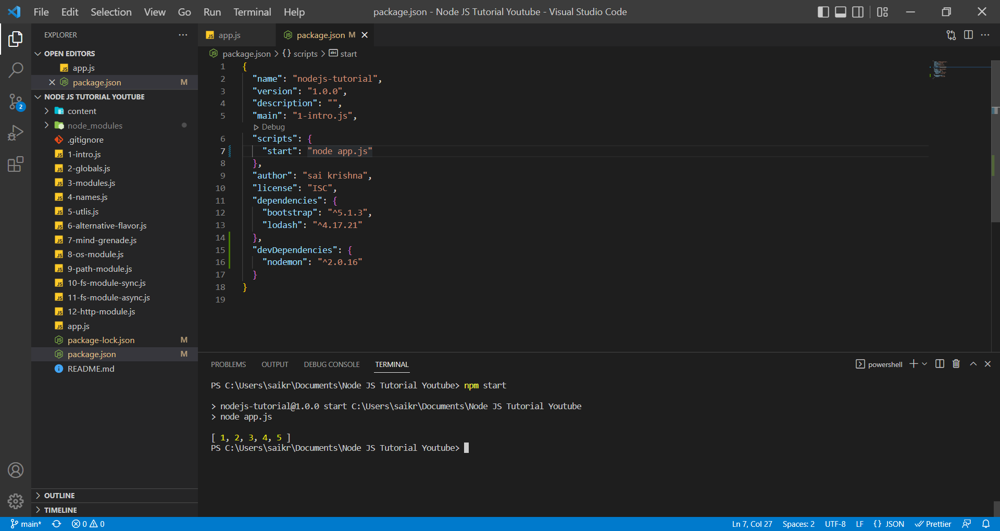 File Edit Selection View Go Run Terminal Help
package.json - Node JS Tutorial Youtube - Visual Studio Code
EXPLORER
OPEN EDITORS
app.js
package.json M
NODE JS TUTORIAL YOUTUBE
content
node_modules
.gitignore
1-intro.js
2-globals.js
3-modules.js
4-names.js
5-utlis.js
6-alternative-flavor.js
7-mind-grenade.js
8-os-module.js
9-path-module.js
10-fs-module-sync.js
11-fs-module-async.js
12-http-module.js
app.js
package-lock.json M
package.json M
README.md
OUTLINE
TIMELINE
2
app.js
package.json M
package.json > {} scripts > abc start
1 {
2 "name": "nodejs-tutorial",
3 "version": "1.0.0",
4 "description": "",
5 "main": "1-intro.js",
Debug
6 "scripts": {
7 "start": "node app.js"
8 },
9 "author": "sai krishna",
10 "license": "ISC",
11 "dependencies": {
12 "bootstrap": "^5.1.3",
13 "lodash": "^4.17.21"
14 },
15 "devDependencies": {
16 "nodemon": "^2.0.16"
17 }
18 }
19
PROBLEMS OUTPUT DEBUG CONSOLE TERMINAL
powershell
PS C:\Users\saikr\Documents\Node JS Tutorial Youtube> npm start
> nodejs-tutorial@1.0.0 start C:\Users\saikr\Documents\Node JS Tutorial Youtube
> node app.js
[ 1, 2, 3, 4, 5 ]
PS C:\Users\saikr\Documents\Node JS Tutorial Youtube>
main* 0 0
Ln 7, Col 27 Spaces: 2 UTF-8 LF {} JSON Prettier